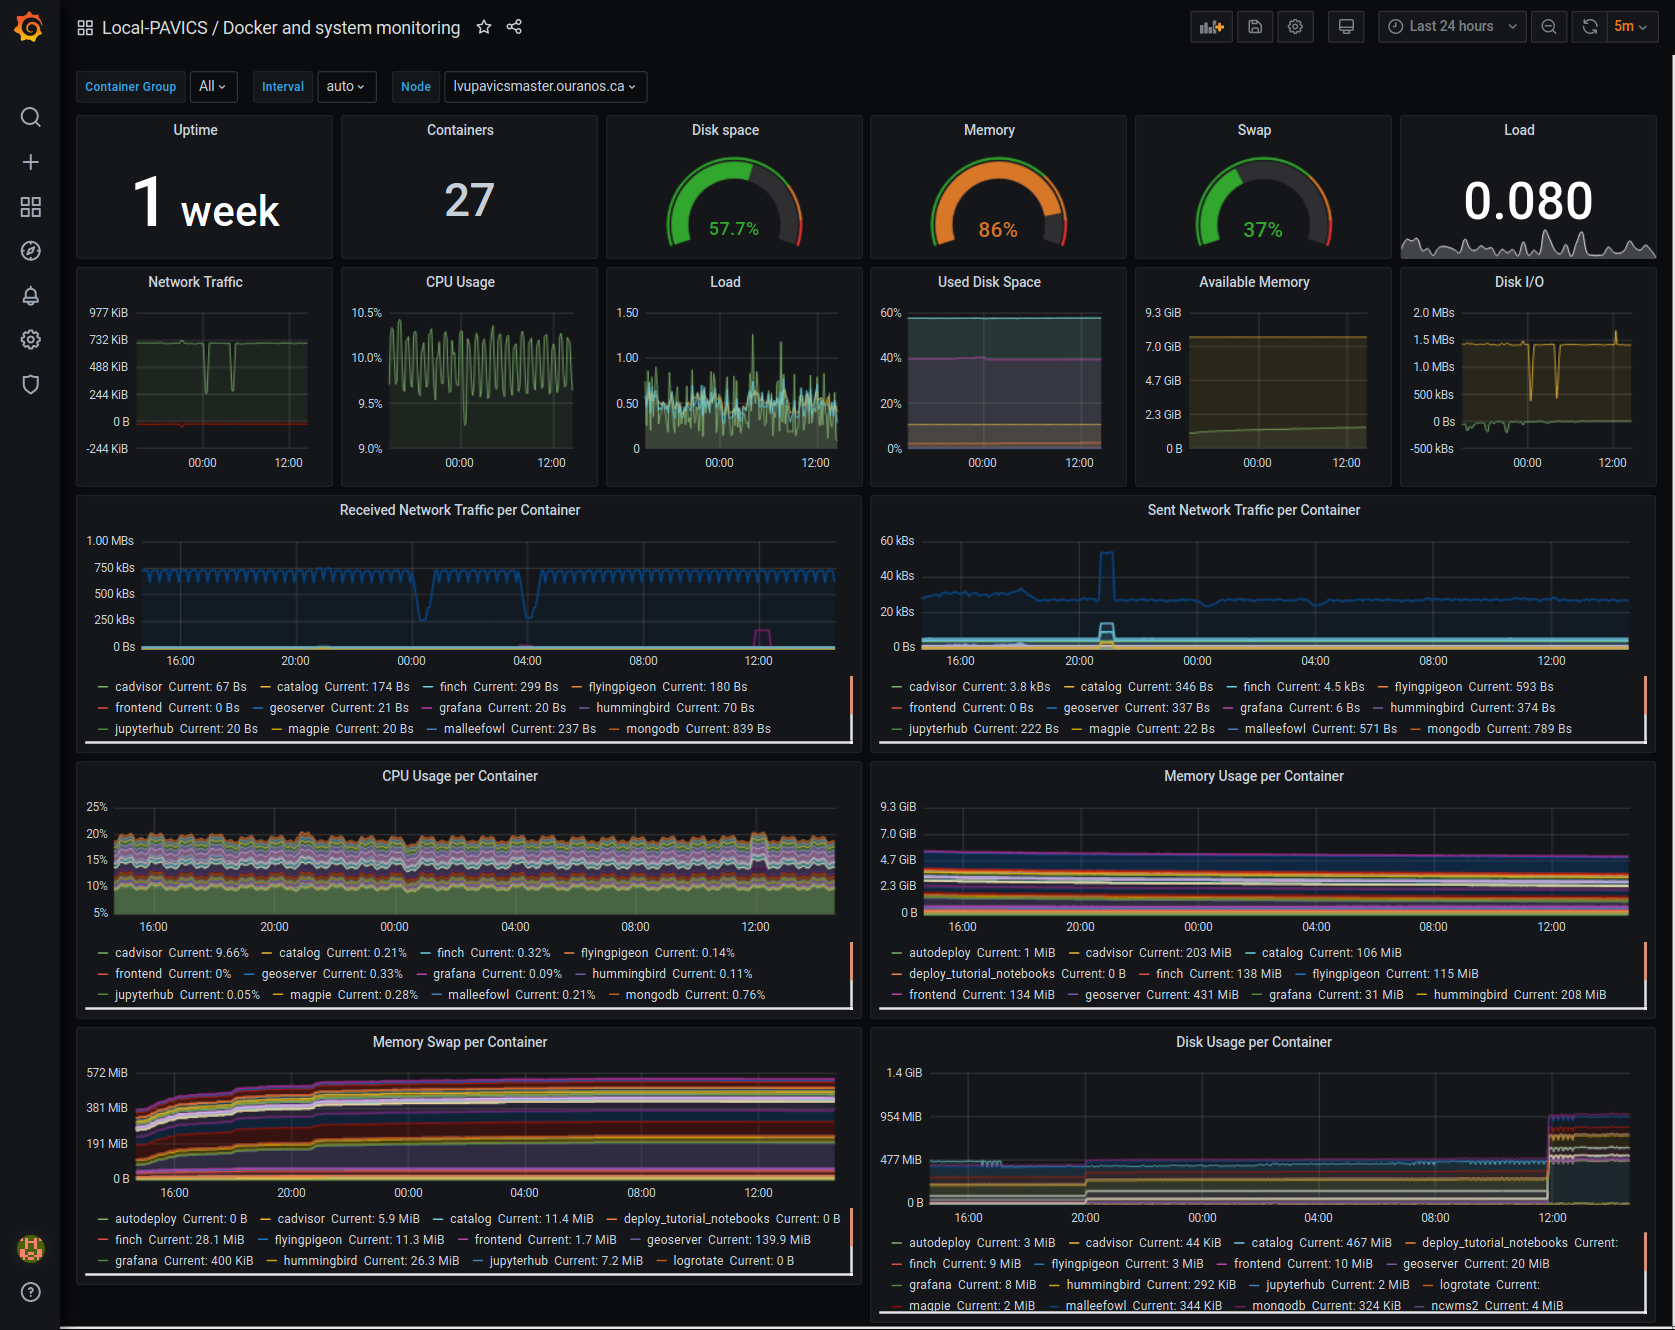 Local-PAVICS / Docker and system monitoring
Last 24 hours
5m
Container Group All Interval auto Node lvupavicsmaster.ouranos.ca
Uptime
1 week
Containers
27
Disk space
57.7%
Memory
86%
Swap
37%
Load
0.080
Network Traffic
977 KiB
732 KiB
488 KiB
244 KiB
0 B
-244 KiB
00:00 12:00
CPU Usage
10.5%
10.0%
9.5%
9.0%
00:00 12:00
Load
1.50
1.00
0.50
0
00:00 12:00
Used Disk Space
60%
40%
20%
0%
00:00 12:00
Available Memory
9.3 GiB
7.0 GiB
4.7 GiB
2.3 GiB
0 B
00:00 12:00
Disk I/O
2.0 MBs
1.5 MBs
1.0 MBs
500 kBs
0 Bs
-500 kBs
00:00 12:00
Received Network Traffic per Container
1.00 MBs
750 kBs
500 kBs
250 kBs
0 Bs
16:00 20:00 00:00 04:00 08:00 12:00
cadvisor Current: 67 Bs catalog Current: 174 Bs finch Current: 299 Bs flyingpigeon Current: 180 Bs
frontend Current: 0 Bs geoserver Current: 21 Bs grafana Current: 20 Bs hummingbird Current: 70 Bs
jupyterhub Current: 20 Bs magpie Current: 20 Bs malleefowl Current: 237 Bs mongodb Current: 839 Bs
Sent Network Traffic per Container
60 kBs
40 kBs
20 kBs
0 Bs
16:00 20:00 00:00 04:00 08:00 12:00
cadvisor Current: 3.8 kBs catalog Current: 346 Bs finch Current: 4.5 kBs flyingpigeon Current: 593 Bs
frontend Current: 0 Bs geoserver Current: 337 Bs grafana Current: 6 Bs hummingbird Current: 374 Bs
jupyterhub Current: 222 Bs magpie Current: 22 Bs malleefowl Current: 571 Bs mongodb Current: 789 Bs
CPU Usage per Container
25%
20%
15%
10%
5%
16:00 20:00 00:00 04:00 08:00 12:00
cadvisor Current: 9.66% catalog Current: 0.21% finch Current: 0.32% flyingpigeon Current: 0.14%
frontend Current: 0% geoserver Current: 0.33% grafana Current: 0.09% hummingbird Current: 0.11%
jupyterhub Current: 0.05% magpie Current: 0.28% malleefowl Current: 0.21% mongodb Current: 0.76%
Memory Usage per Container
9.3 GiB
7.0 GiB
4.7 GiB
2.3 GiB
0 B
16:00 20:00 00:00 04:00 08:00 12:00
autodeploy Current: 1 MiB cadvisor Current: 203 MiB catalog Current: 106 MiB
deploy_tutorial_notebooks Current: 0 B finch Current: 138 MiB flyingpigeon Current: 115 MiB
frontend Current: 134 MiB geoserver Current: 431 MiB grafana Current: 31 MiB hummingbird Current: 208 MiB
Memory Swap per Container
572 MiB
381 MiB
191 MiB
0 B
16:00 20:00 00:00 04:00 08:00 12:00
autodeploy Current: 0 B cadvisor Current: 5.9 MiB catalog Current: 11.4 MiB deploy_tutorial_notebooks Current: 0 B
finch Current: 28.1 MiB flyingpigeon Current: 11.3 MiB frontend Current: 1.7 MiB geoserver Current: 139.9 MiB
grafana Current: 400 KiB hummingbird Current: 26.3 MiB jupyterhub Current: 7.2 MiB logrotate Current: 0 B
Disk Usage per Container
1.4 GiB
954 MiB
477 MiB
0 B
16:00 20:00 00:00 04:00 08:00 12:00
autodeploy Current: 3 MiB cadvisor Current: 44 KiB catalog Current: 467 MiB deploy_tutorial_notebooks Current:
finch Current: 9 MiB flyingpigeon Current: 3 MiB frontend Current: 10 MiB geoserver Current: 20 MiB
grafana Current: 8 MiB hummingbird Current: 292 KiB jupyterhub Current: 2 MiB logrotate Current:
magpie Current: 2 MiB malleefowl Current: 344 KiB mongodb Current: 324 KiB ncwms2 Current: 4 MiB